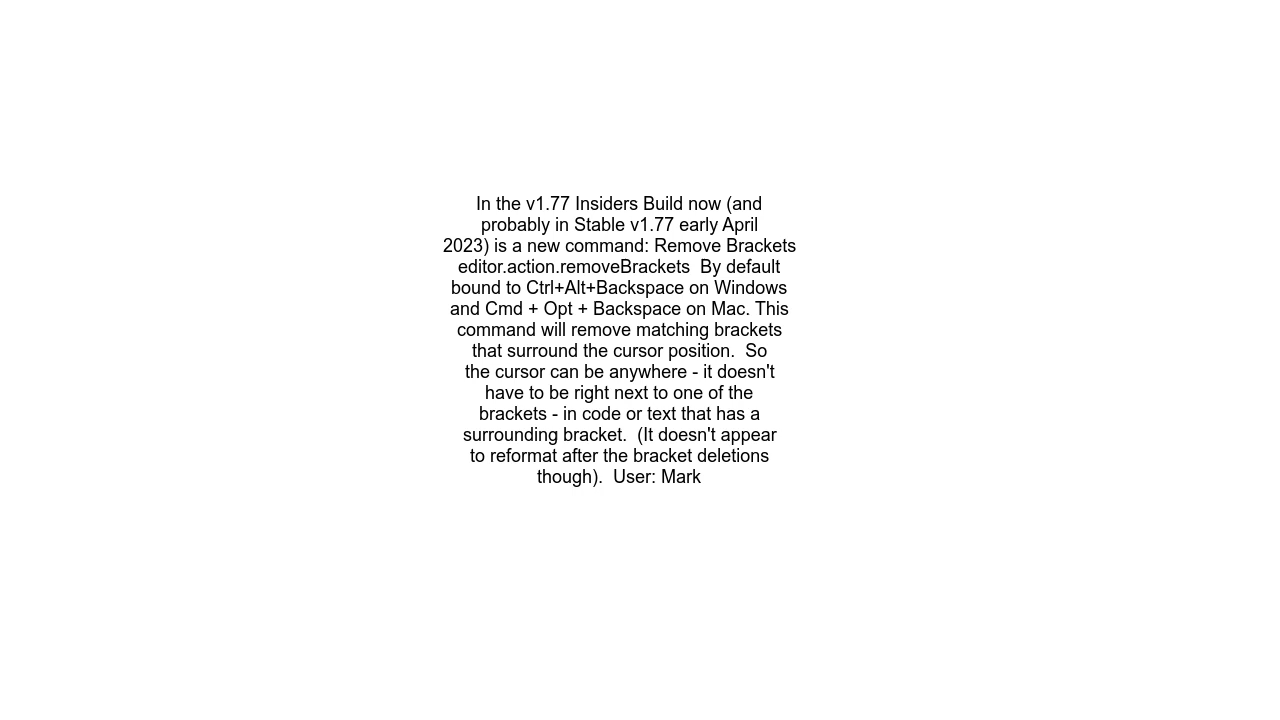 In the v1.77 Insiders Build now (and
probably in Stable v1.77 early April
2023) is a new command: Remove Brackets
editor.action.removeBrackets  By default
bound to Ctrl+Alt+Backspace on Windows
and Cmd + Opt + Backspace on Mac. This
command will remove matching brackets
that surround the cursor position.  So
the cursor can be anywhere - it doesn't
have to be right next to one of the
brackets - in code or text that has a
surrounding bracket.  (It doesn't appear
to reformat after the bracket deletions
though).  User: Mark